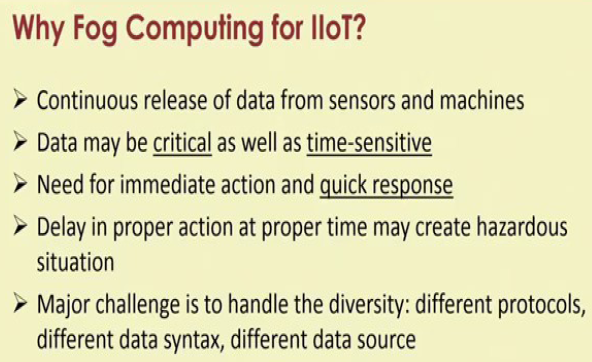 Why Fog Computing for IIoT?
➢ Continuous release of data from sensors and machines
➢ Data may be critical as well as time-sensitive
➢ Need for immediate action and quick response
➢ Delay in proper action at proper time may create hazardous
situation
➢ Major challenge is to handle the diversity: different protocols,
different data syntax, different data source